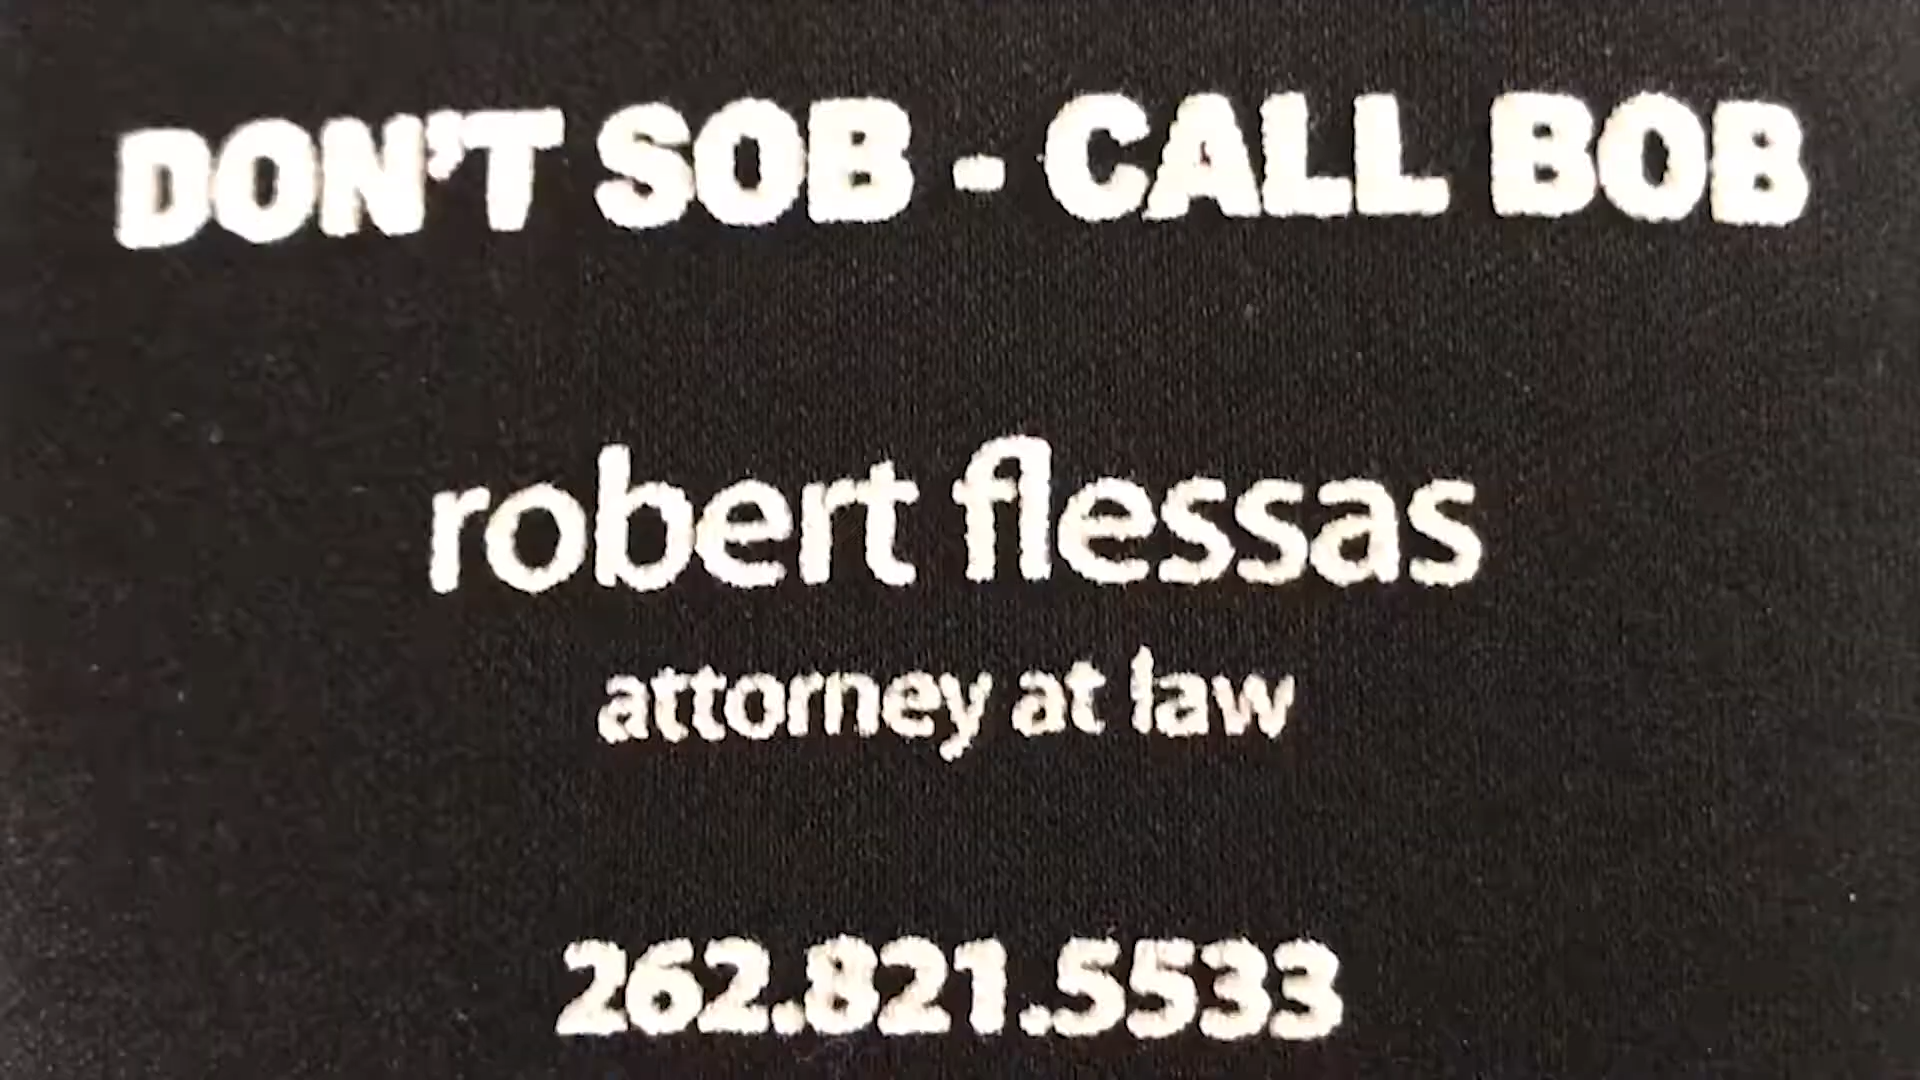 DON'T SOB - CALL BOB
robert flessas
attorney at law
262.821.5533